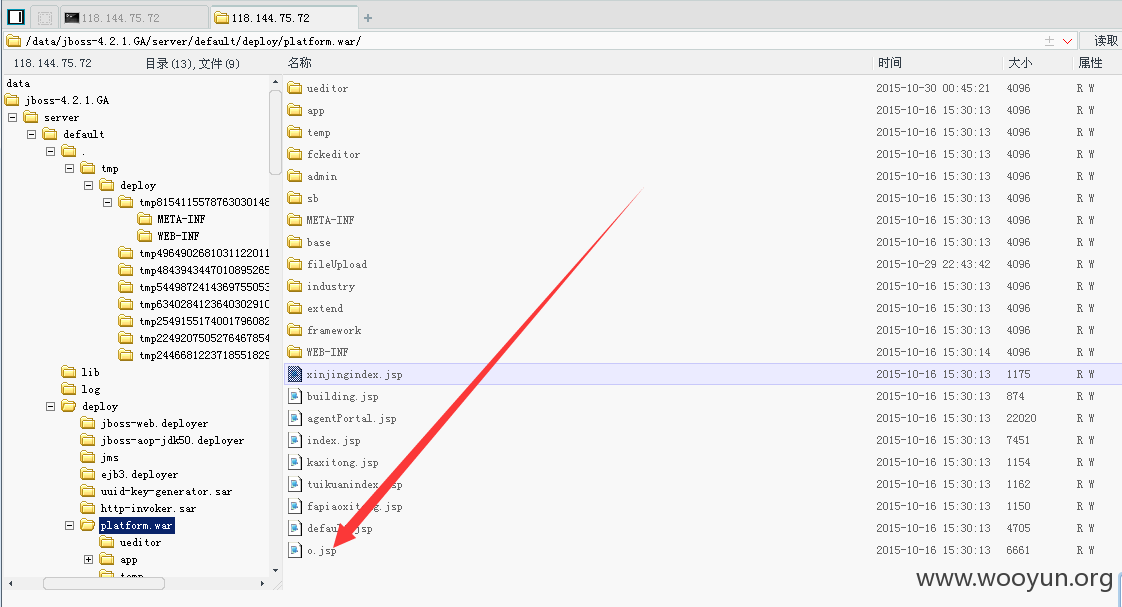 118.144.75.72 118.144.75.72 +
/data/jboss-4.2.1.GA/server/default/deploy/platform.war/ 读取
118.144.75.72 目录(13),文件(9) 名称 时间 大小 属性
data
jboss-4.2.1.GA
server
default
.
tmp
deploy
tmp8154115578763030148
META-INF
WEB-INF
tmp4964902681031122011
tmp4843943447010895265
tmp5449872414369755053
tmp6340284123640302910
tmp2549155174001796082
tmp2249207505276467854
tmp2446681223718551829
lib
log
deploy
jboss-web.deployer
jboss-aop-jdk50.deployer
jms
ejb3.deployer
uuid-key-generator.sar
http-invoker.sar
platform.war
ueditor
app
temp
ueditor 2015-10-30 00:45:21 4096 R W
app 2015-10-16 15:30:13 4096 R W
temp 2015-10-16 15:30:13 4096 R W
fckeditor 2015-10-16 15:30:13 4096 R W
admin 2015-10-16 15:30:13 4096 R W
sb 2015-10-16 15:30:13 4096 R W
META-INF 2015-10-16 15:30:13 4096 R W
base 2015-10-16 15:30:13 4096 R W
fileUpload 2015-10-29 22:43:42 4096 R W
industry 2015-10-16 15:30:13 4096 R W
extend 2015-10-16 15:30:13 4096 R W
framework 2015-10-16 15:30:13 4096 R W
WEB-INF 2015-10-16 15:30:14 4096 R W
xinjingindex.jsp 2015-10-16 15:30:13 1175 R W
building.jsp 2015-10-16 15:30:13 874 R W
agentPortal.jsp 2015-10-16 15:30:13 22020 R W
index.jsp 2015-10-16 15:30:13 7451 R W
kaxitong.jsp 2015-10-16 15:30:13 1154 R W
tuikuanindex.jsp 2015-10-16 15:30:13 1162 R W
fapiaoxitong.jsp 2015-10-16 15:30:13 1150 R W
default.jsp 2015-10-16 15:30:13 4705 R W
o.jsp 2015-10-16 15:30:13 6661 R W
www.wooyun.org